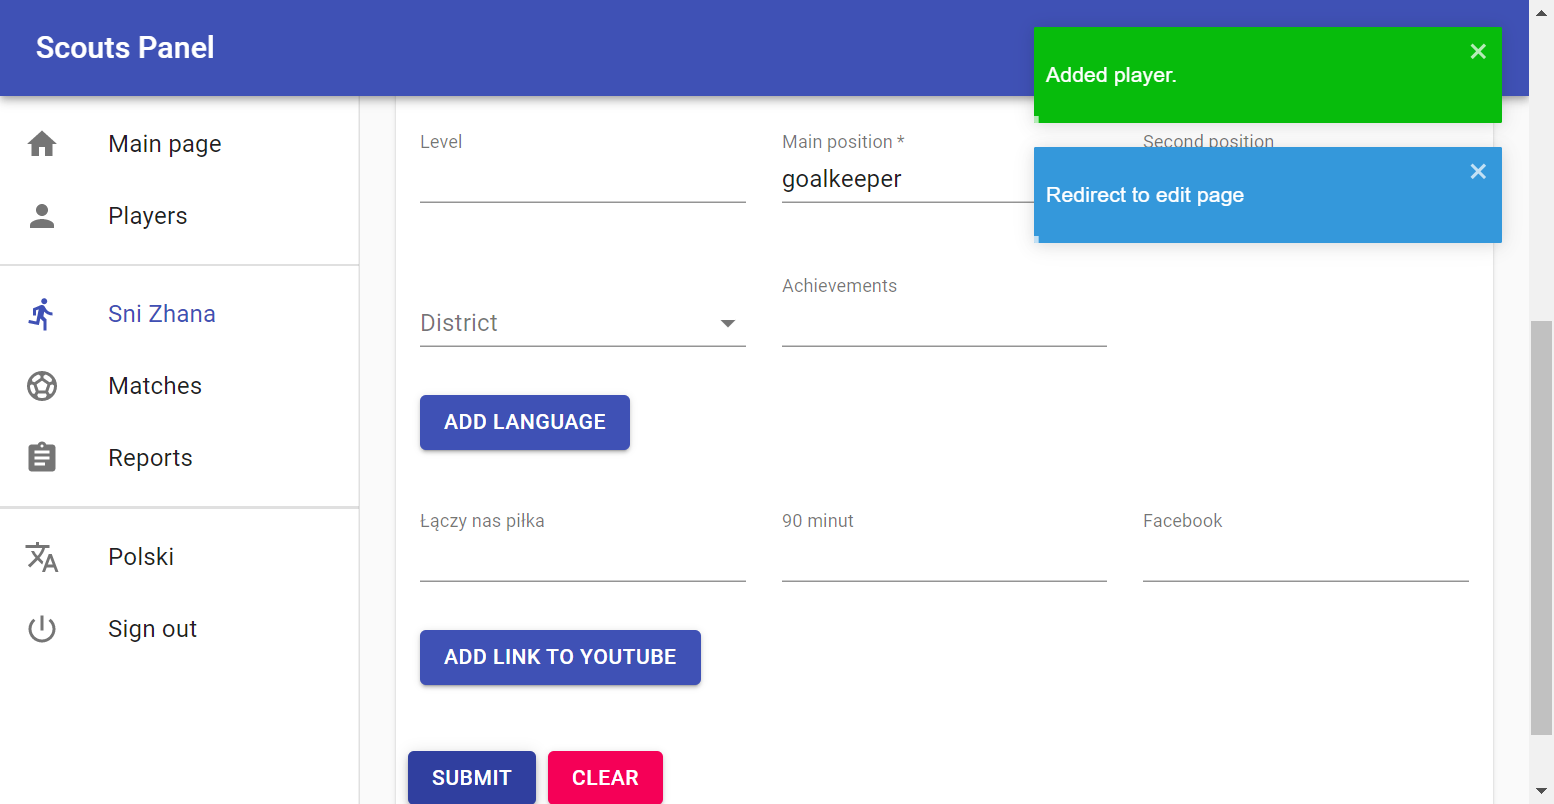 Scouts Panel
Added player.
Redirect to edit page
Main page
Players
Sni Zhana
Matches
Reports
Polski
Sign out
Level
Main position *
goalkeeper
Second position
District
Achievements
ADD LANGUAGE
Łączy nas piłka
90 minut
Facebook
ADD LINK TO YOUTUBE
SUBMIT
CLEAR